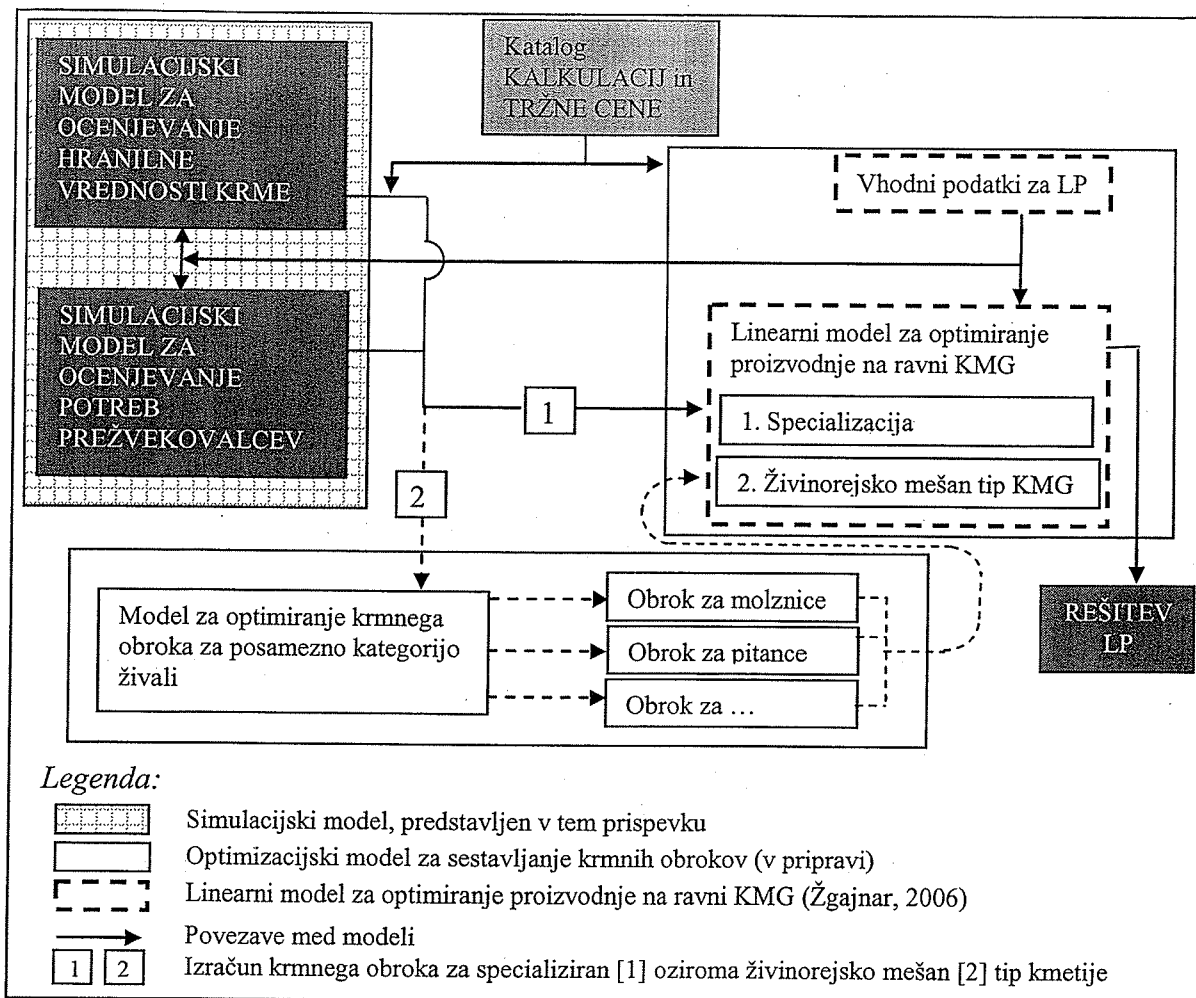 SIMULACIJSKI
MODEL ZA
OCENJEVANJE
HRANILNE
VREDNOSTI KRME
Katalog
KALKULACIJ in
TRŽNE CENE
Vhodni podatki za LP
SIMULACIJSKI
MODEL ZA
OCENJEVANJE
POTREB
PREŽVEKOVALCEV
Linearni model za optimiranje
proizvodnje na ravni KMG
1
1. Specializacija
2. Živinorejsko mešan tip KMG
2
Model za optimiranje krmnega
obroka za posamezno kategorijo
živali
Obrok za molznice
Obrok za pitance
Obrok za ...
REŠITEV
LP
Legenda:
Simulacijski model, predstavljen v tem prispevku
Optimizacijski model za sestavljanje krmnih obrokov (v pripravi)
Linearni model za optimiranje proizvodnje na ravni KMG (Žgajnar, 2006)
Povezave med modeli
1 2 Izračun krmnega obroka za specializiran [1] oziroma živinorejsko mešan [2] tip kmetije